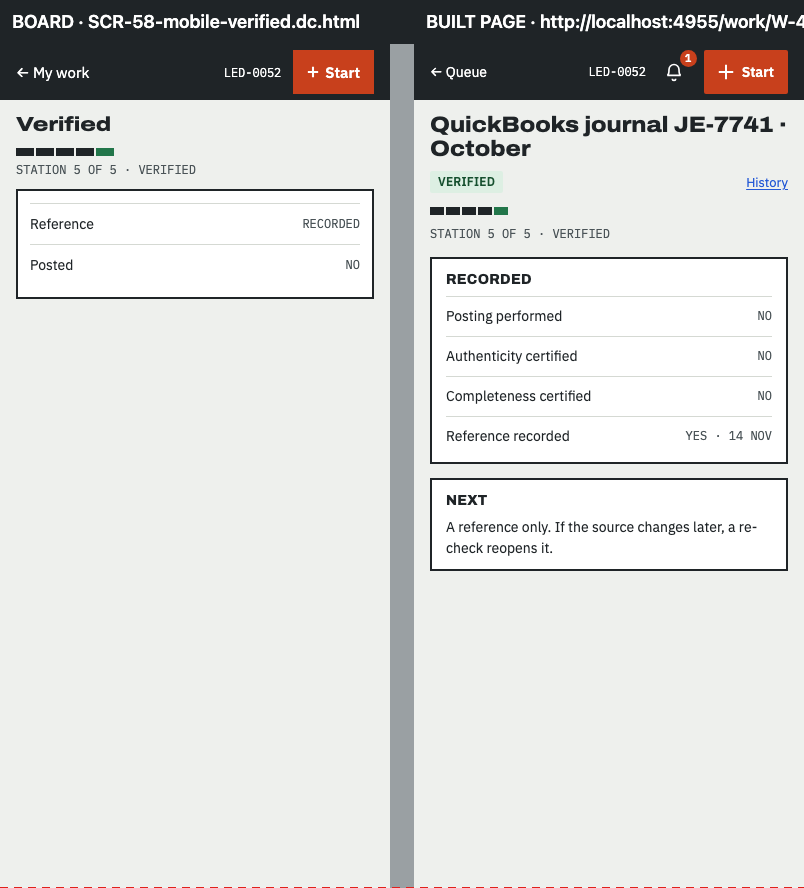 BOARD · SCR-58-mobile-verified.dc.html
← My work
LED-0052
+ Start
Verified
STATION 5 OF 5 · VERIFIED
Reference RECORDED
Posted NO
BUILT PAGE · http://localhost:4955/work/W-4
← Queue
LED-0052
1
+ Start
QuickBooks journal JE-7741 ·
October
VERIFIED
History
STATION 5 OF 5 · VERIFIED
RECORDED
Posting performed NO
Authenticity certified NO
Completeness certified NO
Reference recorded YES · 14 NOV
NEXT
A reference only. If the source changes later, a re-
check reopens it.